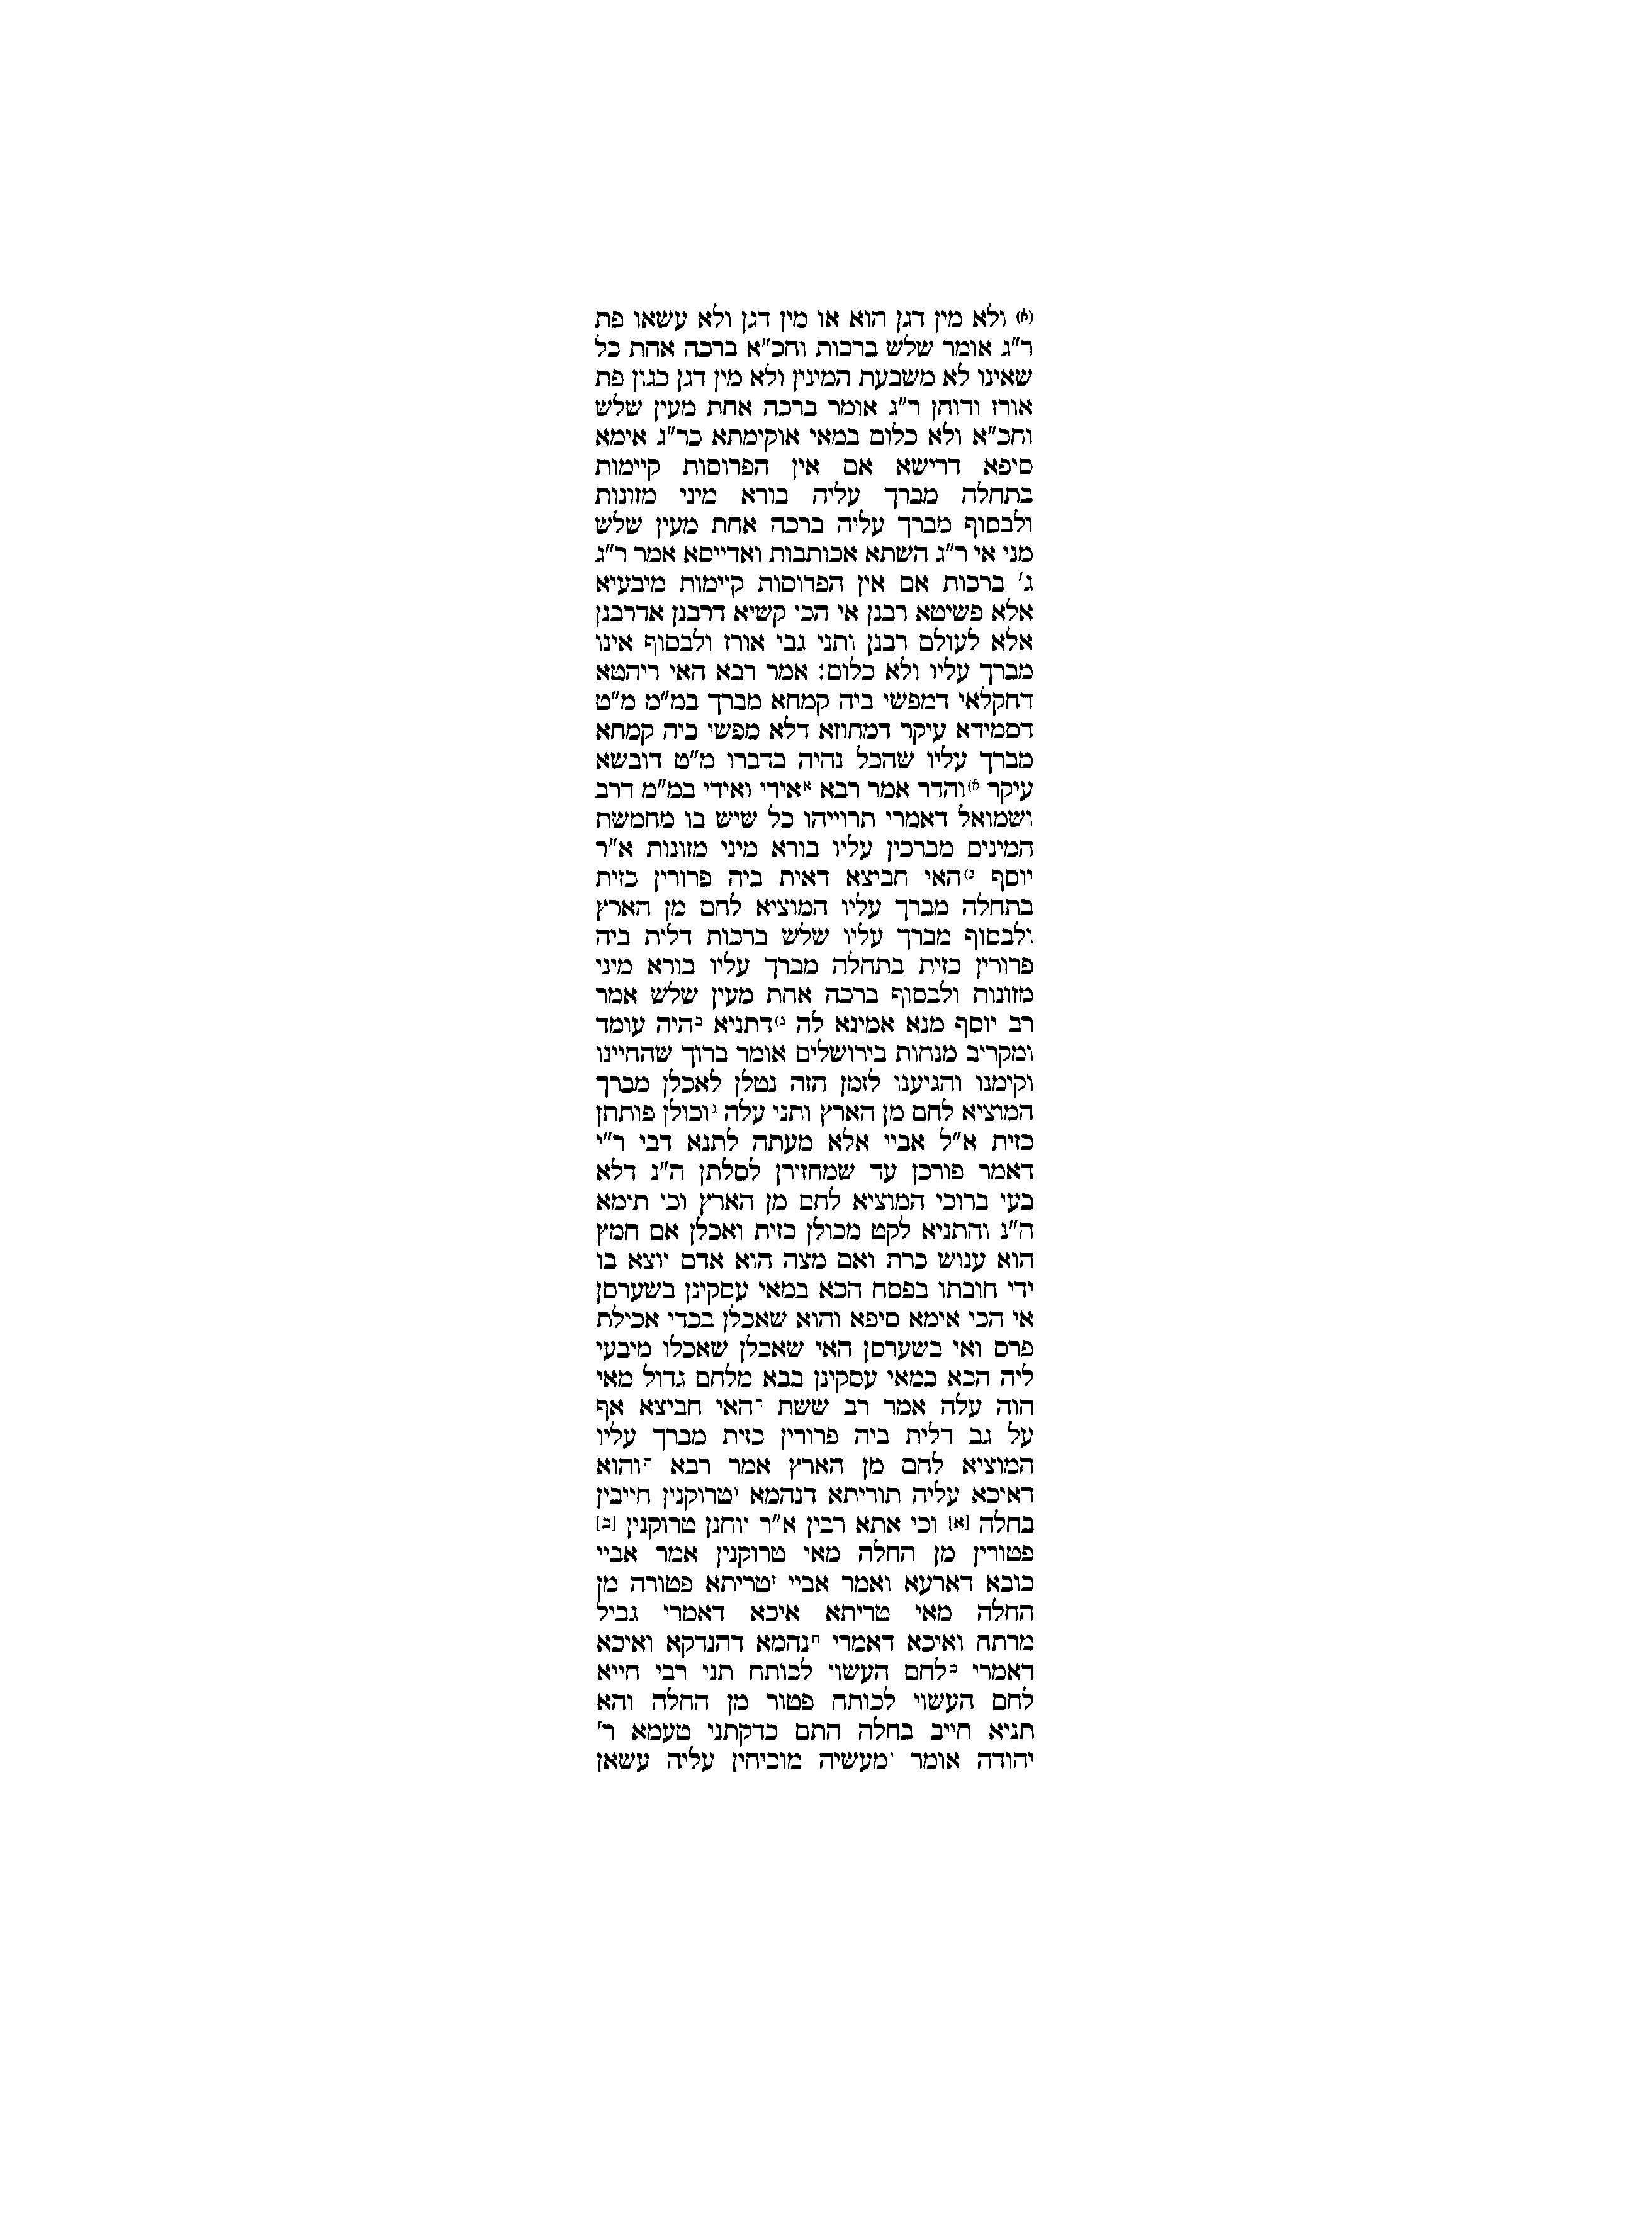 (א) ולא מין דגן הוא או מין דגן ולא עשאו פת
ר"ג אומר שלש ברכות וחכ"א ברכה אחת כל
שאינו לא משבעת המינין ולא מין דגן כגון פת
אורז ודוחן ר"ג אומר ברכה אחת מעין שלש
וחכ"א ולא כלום במאי אוקימתא כר"ג אימא
סיפא דרישא אם אין הפרוסות קיימות
בתחלה מברך עליה בורא מיני מזונות
ולבסוף מברך עליה ברכה אחת מעין שלש
מני אי ר"ג השתא אכותבות ואדייסא אמר ר"ג
ג' ברכות אם אין הפרוסות קיימות מיבעיא
אלא פשיטא רבנן אי הכי קשיא דרבנן אדרבנן
אלא לעולם רבנן ותני גבי אורז ולבסוף אינו
מברך עליו ולא כלום: אמר רבא האי ריהטא
דחקלאי דמפשי ביה קמחא מברך במ"מ מ"ט
דסמידא עיקר דמחוזא דלא מפשי ביה קמחא
מברך עליו שהכל נהיה בדברו מ"ט דובשא
עיקר א) והדר אמר רבא א אידי ואידי במ"מ דרב
ושמואל דאמרי תרוייהו כל שיש בו מחמשת
המינים מברכין עליו בורא מיני מזונות א"ר
יוסף ב) האי חביצא דאית ביה פרורין כזית
בתחלה מברך עליו המוציא לחם מן הארץ
ולבסוף מברך עליו שלש ברכות דלית ביה
פרורין כזית בתחלה מברך עליו בורא מיני
מזונות ולבסוף ברכה אחת מעין שלש אמר
רב יוסף מנא אמינא לה ג) דתניא ב היה עומד
ומקריב מנחות בירושלים אומר ברוך שהחיינו
וקימנו והגיענו לזמן הזה נטלן לאכלן מברך
המוציא לחם מן הארץ ותני עלה ג וכולן פותתן
כזית א"ל אביי אלא מעתה לתנא דבי ר"י
דאמר פורכן עד שמחזירן לסלתן ה"נ דלא
בעי ברוכי המוציא לחם מן הארץ וכי תימא
ה"נ והתניא לקט מכולן כזית ואכלן אם חמץ
הוא ענוש כרת ואם מצה הוא אדם יוצא בו
ידי חובתו בפסח הכא במאי עסקינן בשערסן
אי הכי אימא סיפא והוא שאכלן בכדי אכילת
פרס ואי בשערסן האי שאכלן שאכלו מיבעי
ליה הכא במאי עסקינן בבא מלחם גדול מאי
הוה עלה אמר רב ששת ד האי חביצא אף
על גב דלית ביה פרורין כזית מברך עליו
המוציא לחם מן הארץ אמר רבא ה והוא
דאיכא עליה תוריתא דנהמא ו טרוקנין חייבין
בחלה [א] וכי אתא רבין א"ר יוחנן טרוקנין [ב]
פטורין מן החלה מאי טרוקנין אמר אביי
כובא דארעא ואמר אביי ז טריתא פטורה מן
החלה מאי טריתא איכא דאמרי גביל
מרתח ואיכא דאמרי ח נהמא דהנדקא ואיכא
דאמרי ט לחם העשוי לכותח תני רבי חייא
לחם העשוי לכותח פטור מן החלה והא
תניא חייב בחלה התם כדקתני טעמא ר'
יהודה אומר י מעשיה מוכיחין עליה עשאן